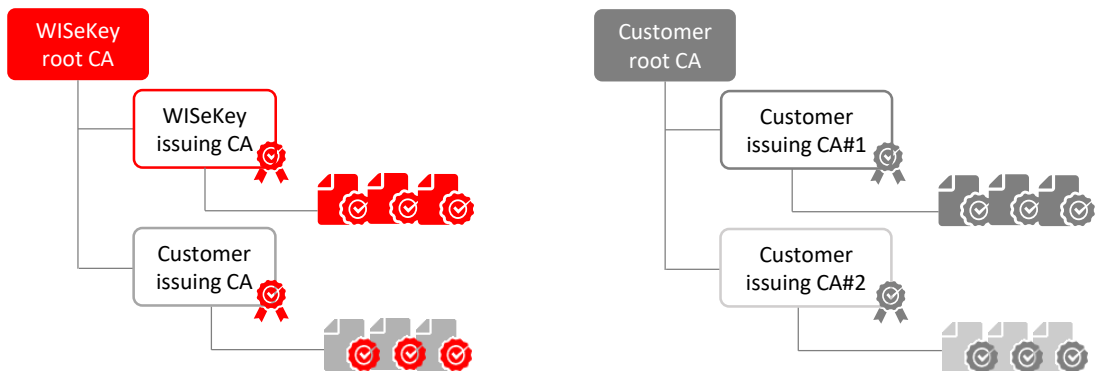 WISeKey
root CA
WISeKey
issuing CA
Customer
issuing CA
Customer
root CA
Customer
issuing CA#1
Customer
issuing CA#2